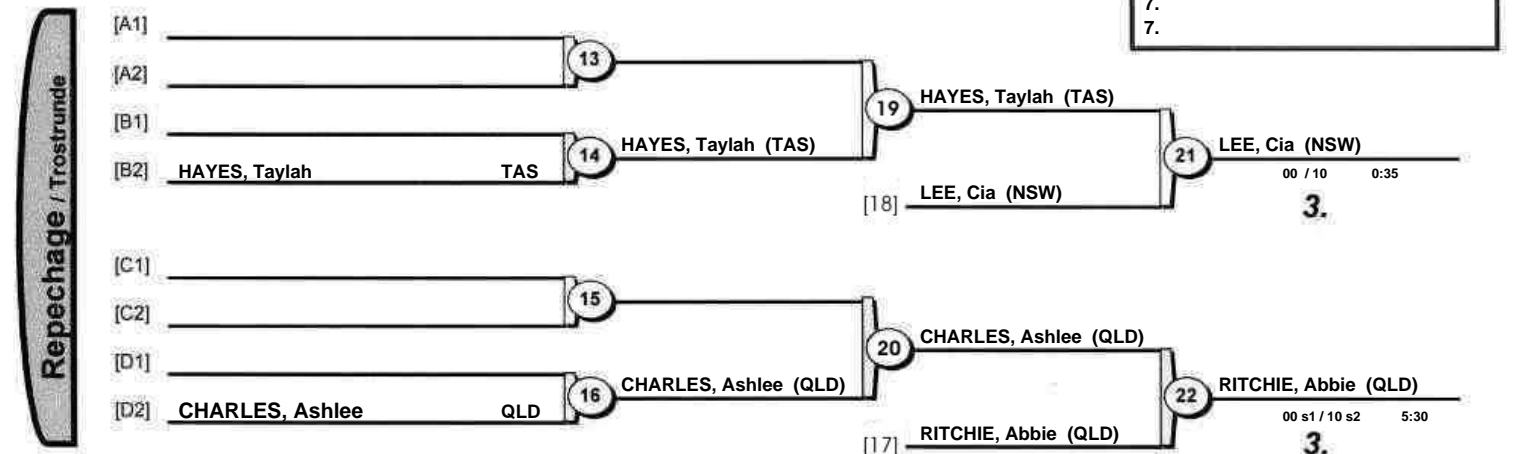 7.
7.
Repechage / Trostrunde
[A1]
[A2]
13
[B1]
[B2] HAYES, Taylah TAS
14
HAYES, Taylah (TAS)
19
HAYES, Taylah (TAS)
[18] LEE, Cia (NSW)
21
LEE, Cia (NSW)
00 / 10 0:35
3.
[C1]
[C2]
15
[D1]
[D2] CHARLES, Ashlee QLD
16
CHARLES, Ashlee (QLD)
20
CHARLES, Ashlee (QLD)
[17] RITCHIE, Abbie (QLD)
22
RITCHIE, Abbie (QLD)
00 s1 / 10 s2 5:30
3.